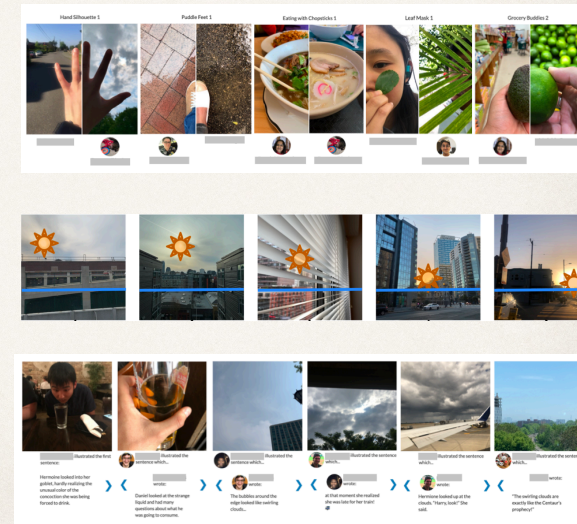 Hand Silhouette 1
Puddle Feet 1
Eating with Chopsticks 1
Leaf Mask 1
Grocery Buddies 2
illustrated the first
sentence:
Hermione looked into her
goblet, hardly realizing the
unusual color of the
concoction she was being
forced to drink.
illustrated the
sentence which...
wrote:
Daniel looked at the strange
liquid and had many
questions about what he
was going to consume.
illustrated the
sentence which...
wrote:
The bubbles around the
edge looked like swirling
clouds...
illustrated the sentence
which...
wrote:
at that moment she realized
she was late for her train!
illustrated the sentence
which...
wrote:
Hermione looked up at the
clouds. "Harry, look!" She
said.
illustrated the sentence
which...
wrote:
"The swirling clouds are
exactly like the Centaur's
prophecy!"